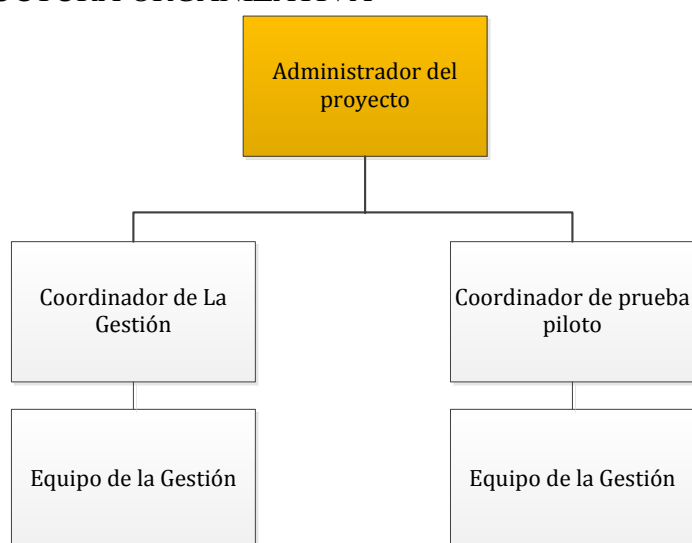 Administrador del
proyecto
Coordinador de La
Gestión
Coordinador de prueba
piloto
Equipo de la Gestión
Equipo de la Gestión